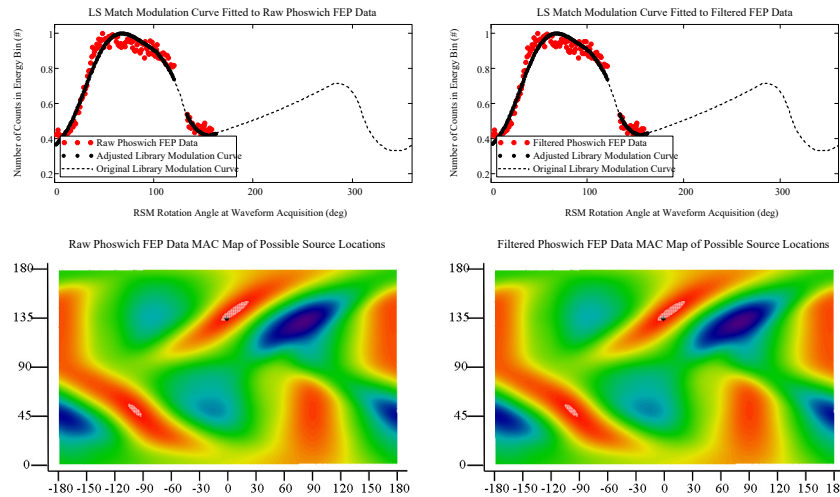 LS Match Modulation Curve Fitted to Raw Phoswich FEP Data
Number of Counts in Energy Bin (#)
1
0.8
0.6
0.4
0.2
Raw Phoswich FEP Data
Adjusted Library Modulation Curve
Original Library Modulation Curve
0 100 200 300
RSM Rotation Angle at Waveform Acquisition (deg)
LS Match Modulation Curve Fitted to Filtered FEP Data
Number of Counts in Energy Bin (#)
1
0.8
0.6
0.4
0.2
Filtered Phoswich FEP Data
Adjusted Library Modulation Curve
Original Library Modulation Curve
0 100 200 300
RSM Rotation Angle at Waveform Acquisition (deg)
Raw Phoswich FEP Data MAC Map of Possible Source Locations
180
135
90
45
0
-180 -150 -120 -90 -60 -30 0 30 60 90 120 150 180
Filtered Phoswich FEP Data MAC Map of Possible Source Locations
180
135
90
45
0
-180 -150 -120 -90 -60 -30 0 30 60 90 120 150 180